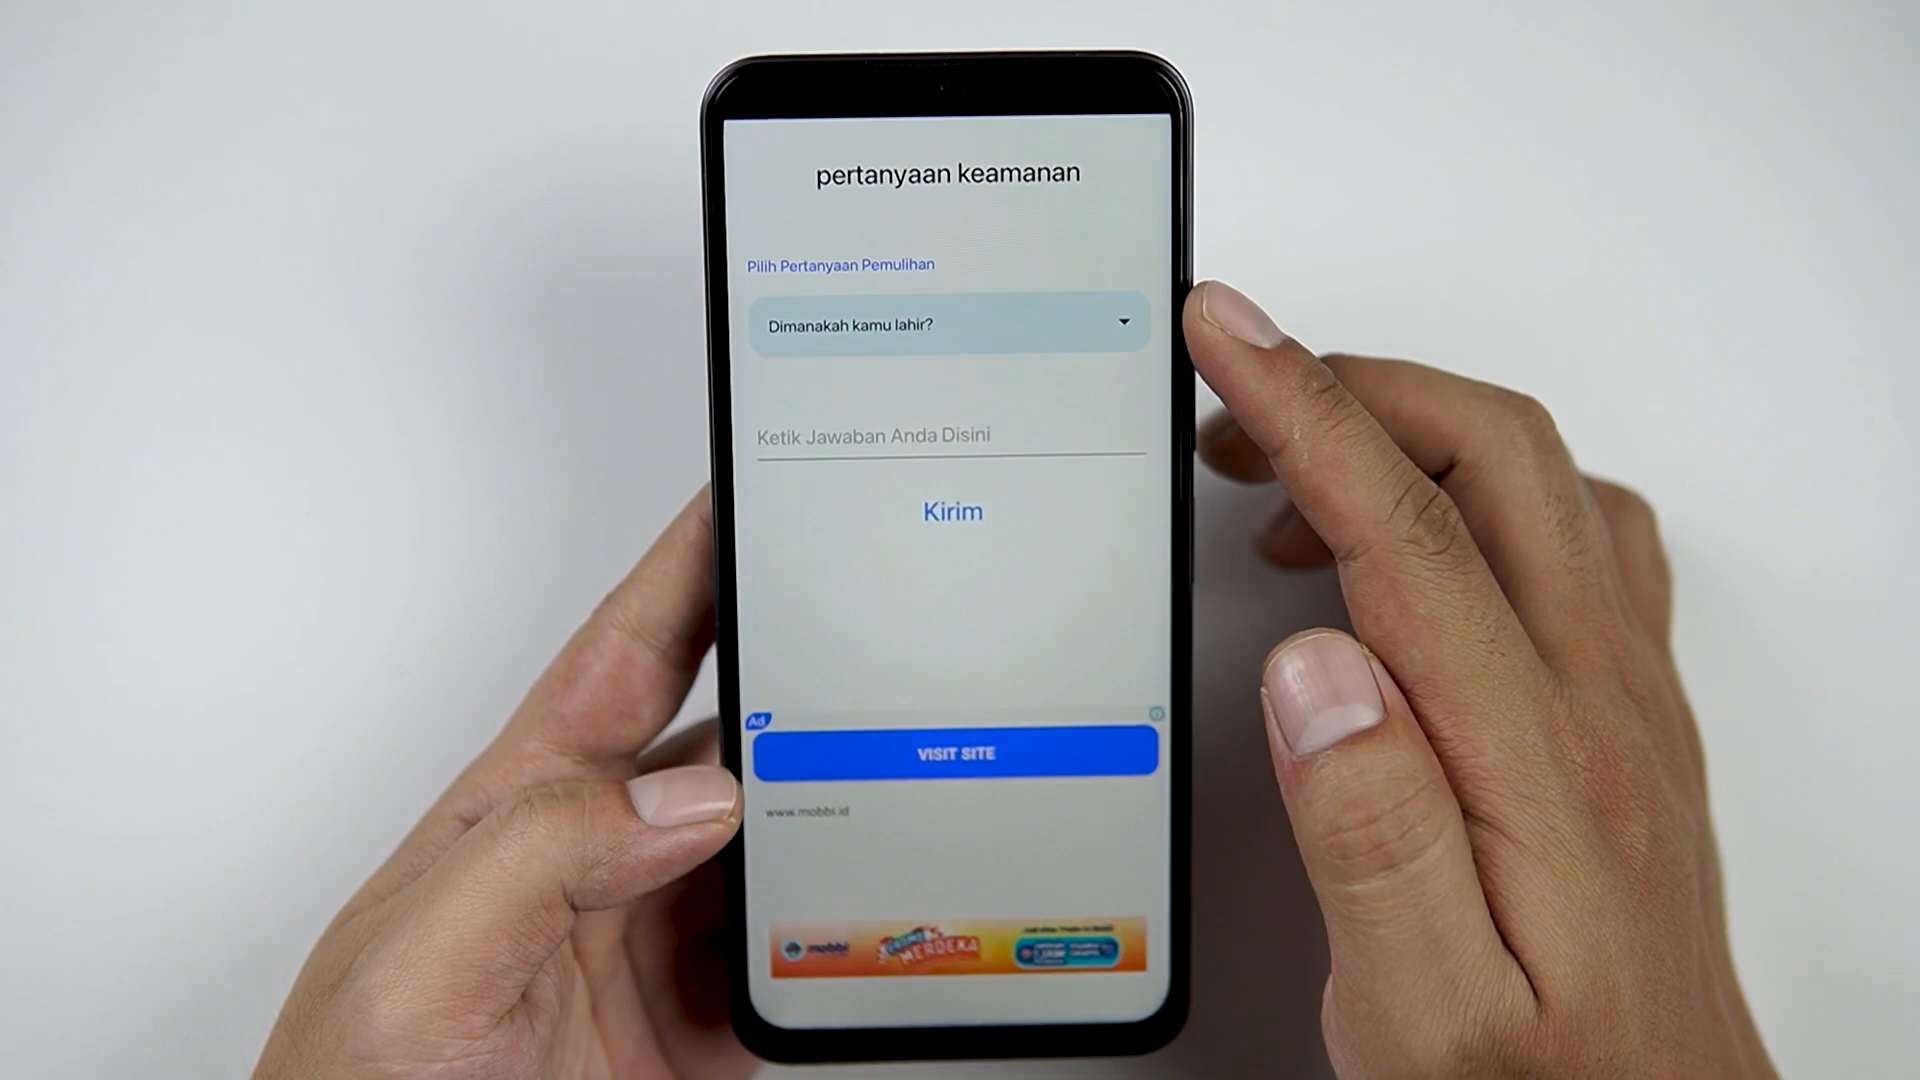 pertanyaan keamanan
Pilih Pertanyaan Pemulihan
Dimanakah kamu lahir?
Ketik Jawaban Anda Disini
Kirim
Ad
VISIT SITE
www.mobbi.id
mobbi
PROMO
MERDEKA